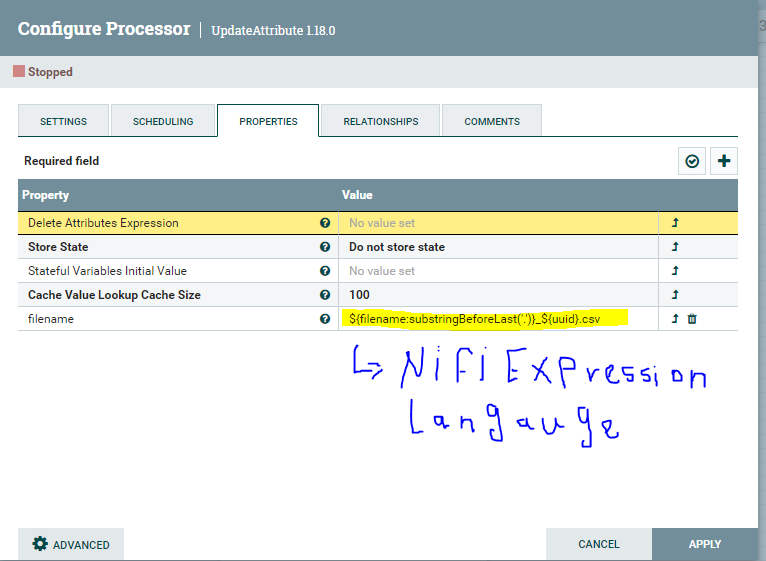 Configure Processor | UpdateAttribute 1.18.0
Stopped
SETTINGS SCHEDULING PROPERTIES RELATIONSHIPS COMMENTS
Required field
Property Value
Delete Attributes Expression No value set
Store State Do not store state
Stateful Variables Initial Value No value set
Cache Value Lookup Cache Size 100
filename ${filename:substringBeforeLast('.')}_${uuid}.csv
NiFi Expression
Langauge
ADVANCED CANCEL APPLY